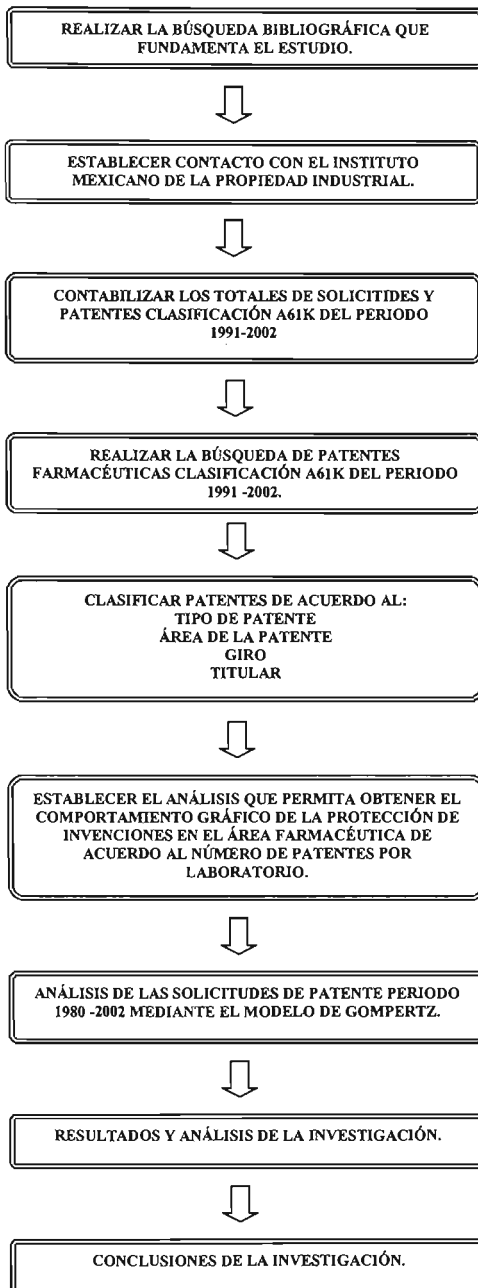 REALIZAR LA BÚSQUEDA BIBLIOGRÁFICA QUE
FUNDAMENTA EL ESTUDIO.
ESTABLECER CONTACTO CON EL INSTITUTO
MEXICANO DE LA PROPIEDAD INDUSTRIAL.
CONTABILIZAR LOS TOTALES DE SOLICITIDES Y
PATENTES CLASIFICACIÓN A61K DEL PERIODO
1991-2002
REALIZAR LA BÚSQUEDA DE PATENTES
FARMACÉUTICAS CLASIFICACIÓN A61K DEL PERIODO
1991 -2002.
CLASIFICAR PATENTES DE ACUERDO AL:
TIPO DE PATENTE
ÁREA DE LA PATENTE
GIRO
TITULAR
ESTABLECER EL ANÁLISIS QUE PERMITA OBTENER EL
COMPORTAMIENTO GRÁFICO DE LA PROTECCIÓN DE
INVENCIONES EN EL ÁREA FARMACÉUTICA DE
ACUERDO AL NÚMERO DE PATENTES POR
LABORATORIO.
ANÁLISIS DE LAS SOLICITUDES DE PATENTE PERIODO
1980 -2002 MEDIANTE EL MODELO DE GOMPERTZ.
RESULTADOS Y ANÁLISIS DE LA INVESTIGACIÓN.
CONCLUSIONES DE LA INVESTIGACIÓN.